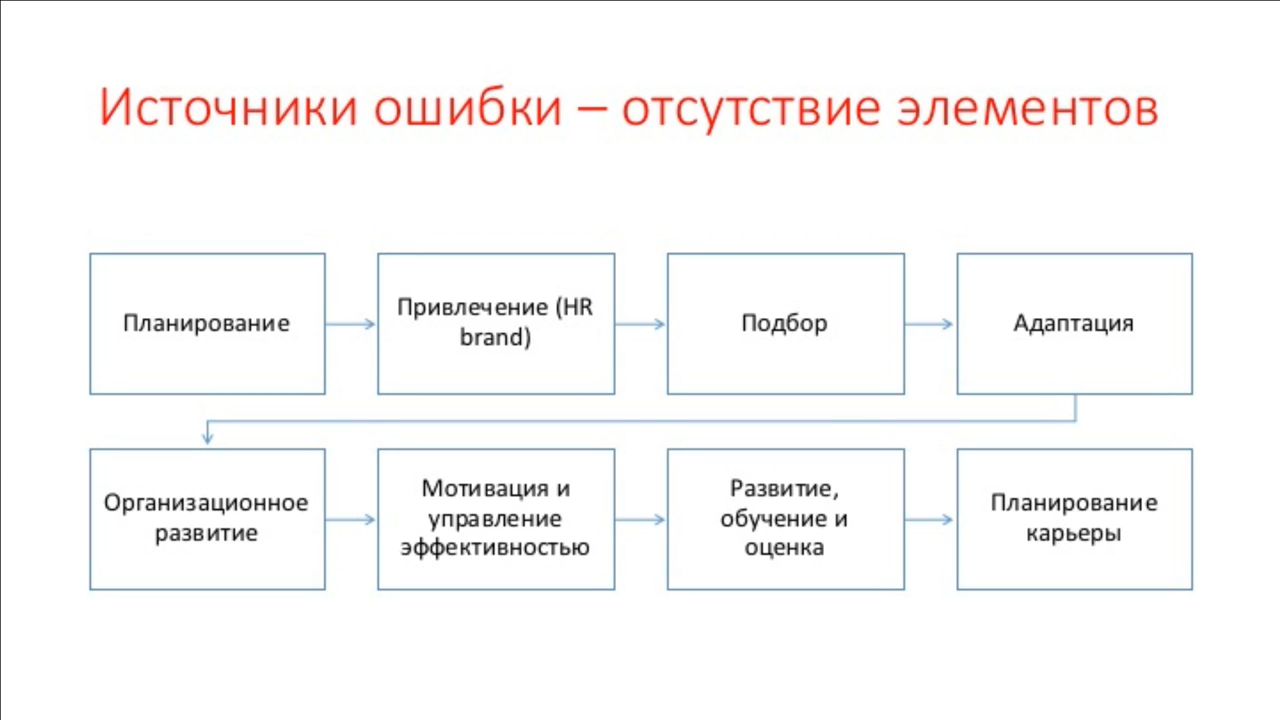 Источники ошибки – отсутствие элементов
Планирование
Привлечение (HR
brand)
Подбор
Адаптация
Организационное
развитие
Мотивация и
управление
эффективностью
Развитие,
обучение и
оценка
Планирование
карьеры